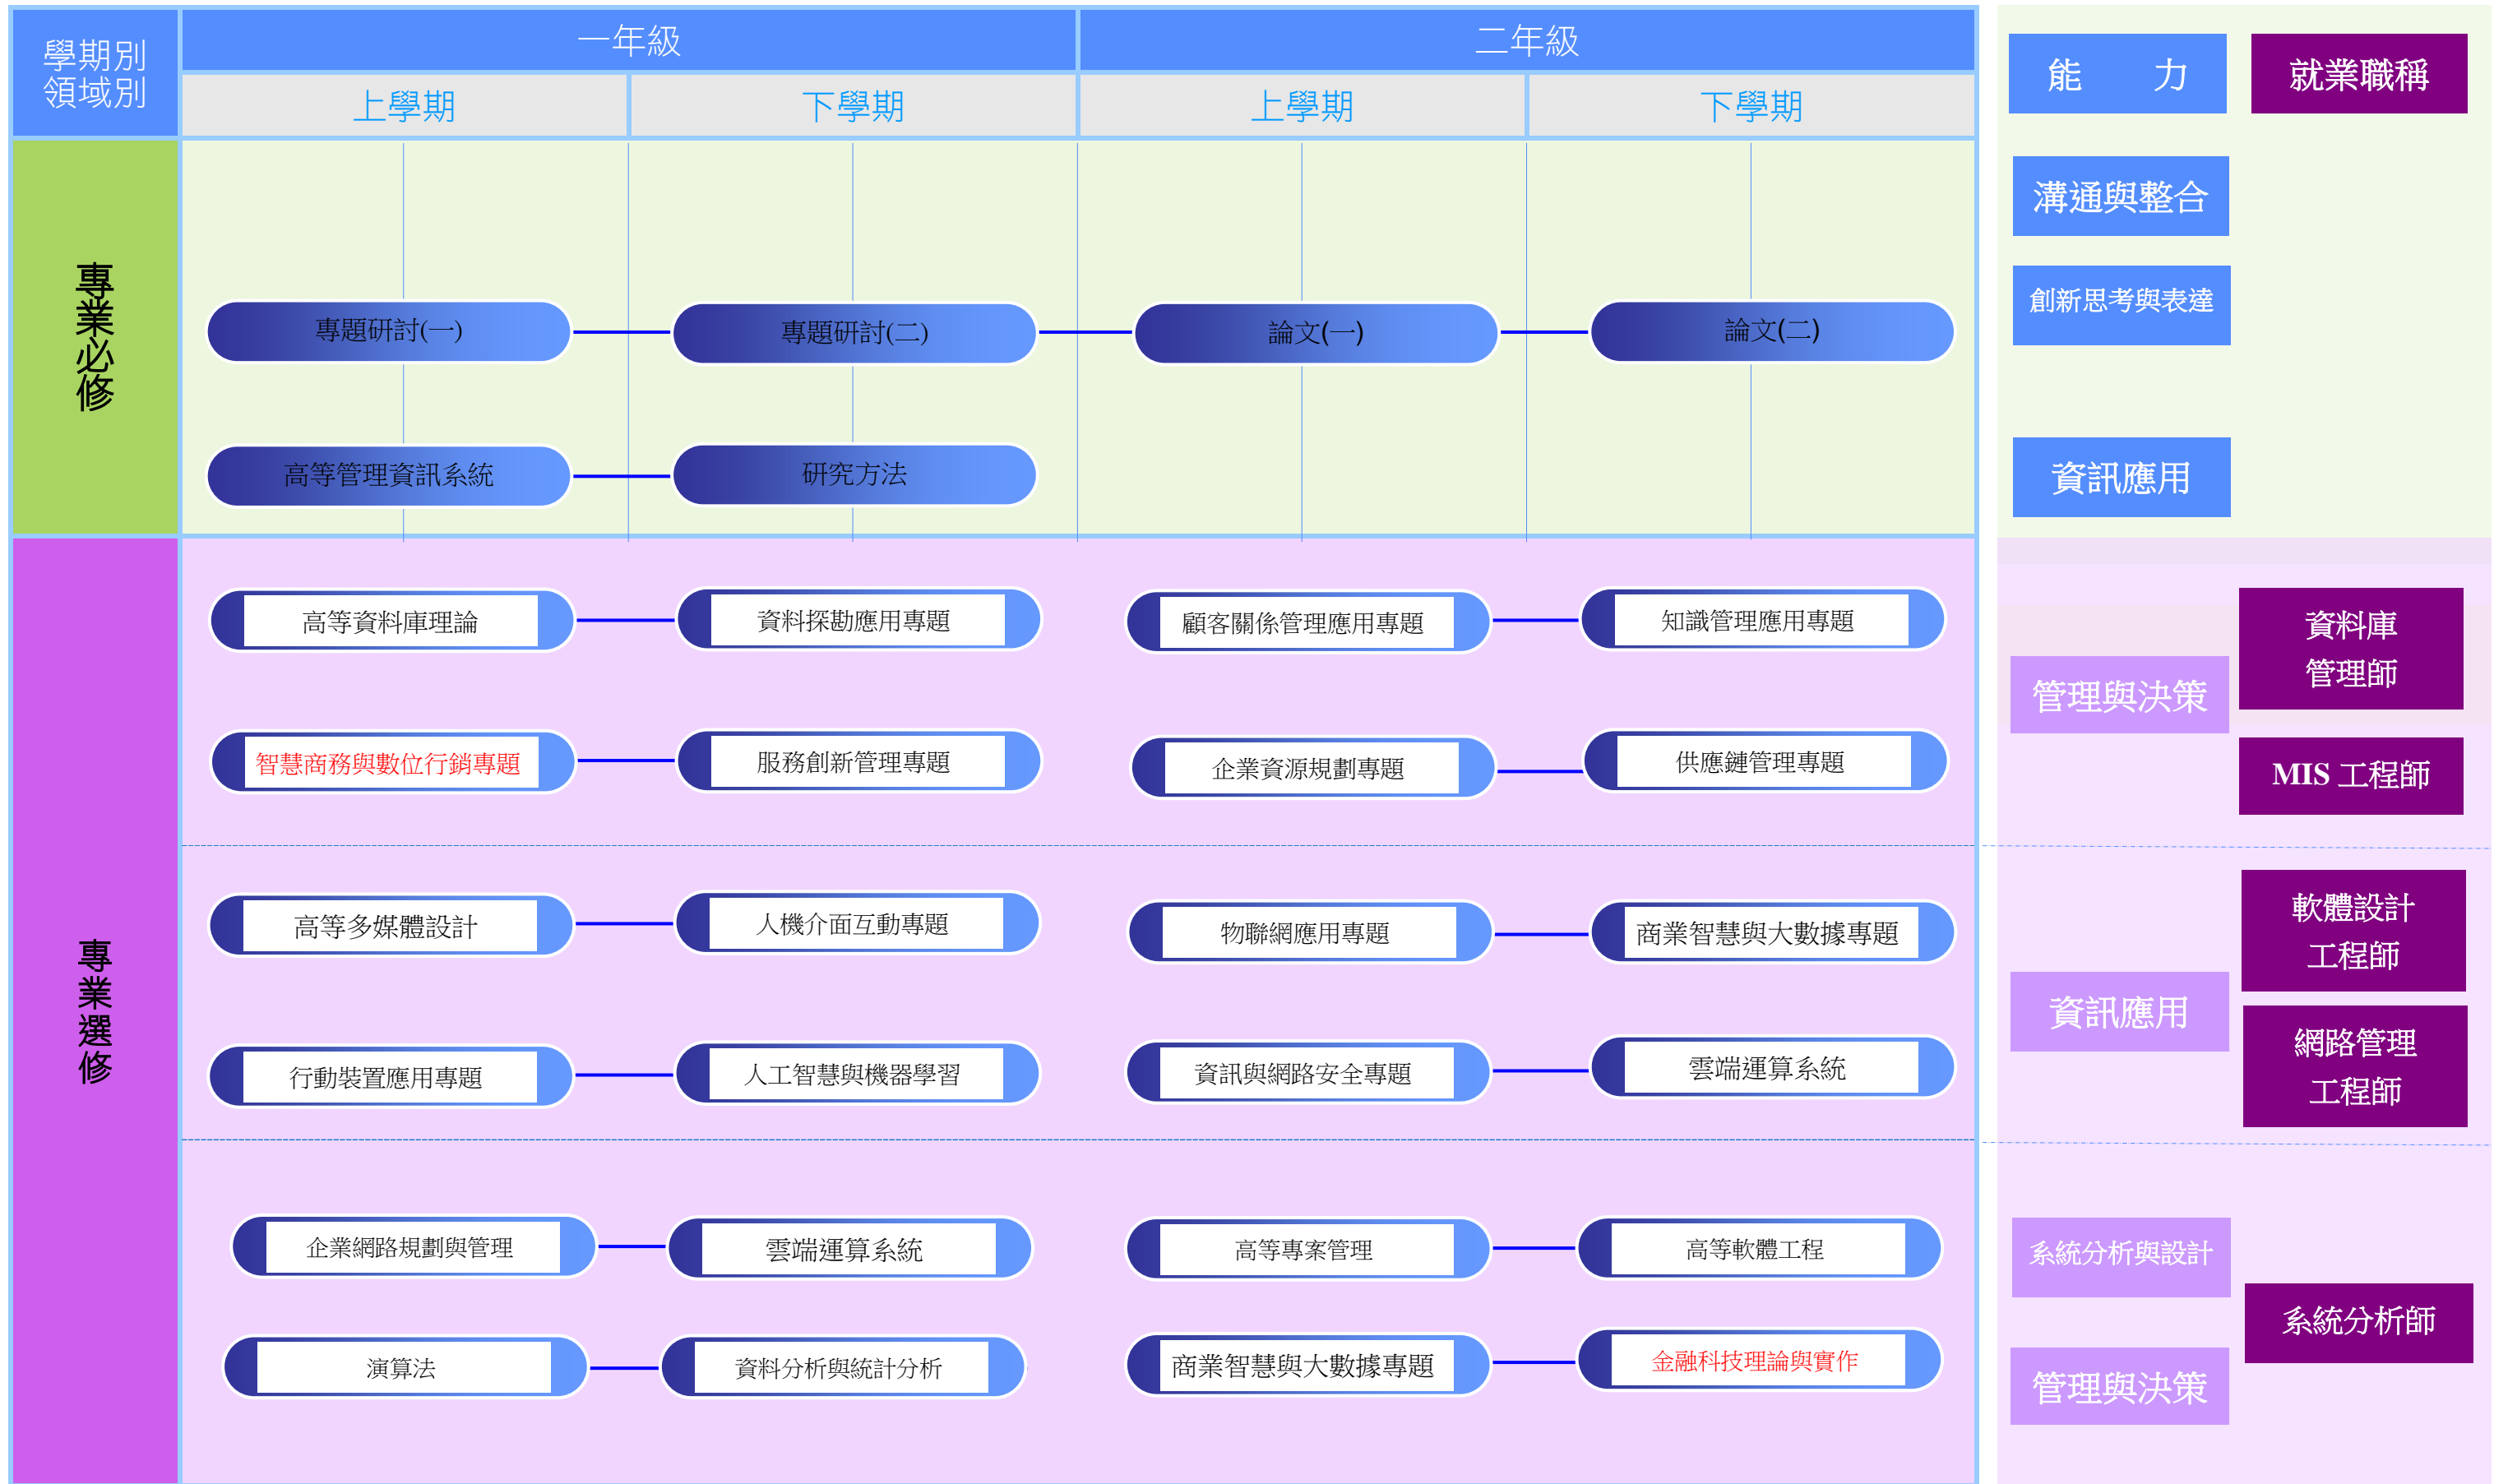 學期別
領域別
一年級
二年級
上學期
下學期
上學期
下學期
能 力
就業職稱
專業必修
專題研討(一)
專題研討(二)
論文(一)
論文(二)
高等管理資訊系統
研究方法
溝通與整合
創新思考與表達
資訊應用
專業選修
高等資料庫理論
資料探勘應用專題
顧客關係管理應用專題
知識管理應用專題
智慧商務與數位行銷專題
服務創新管理專題
企業資源規劃專題
供應鏈管理專題
管理與決策
資料庫
管理師
MIS 工程師
高等多媒體設計
人機介面互動專題
物聯網應用專題
商業智慧與大數據專題
行動裝置應用專題
人工智慧與機器學習
資訊與網路安全專題
雲端運算系統
資訊應用
軟體設計
工程師
網路管理
工程師
企業網路規劃與管理
雲端運算系統
高等專案管理
高等軟體工程
演算法
資料分析與統計分析
商業智慧與大數據專題
金融科技理論與實作
系統分析與設計
管理與決策
系統分析師